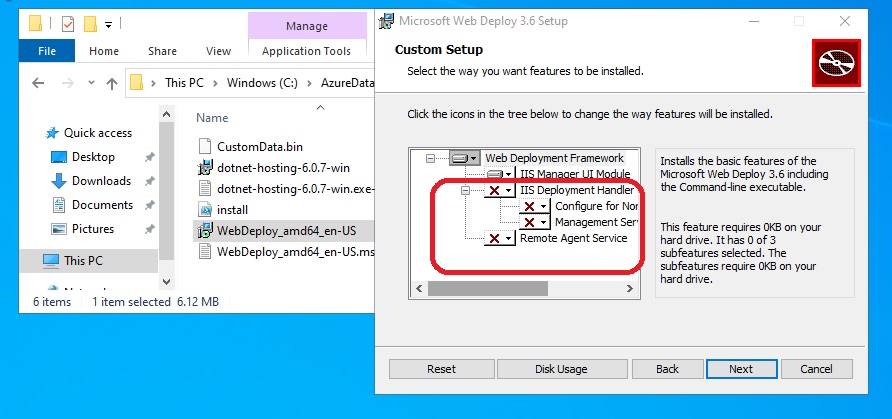 Manage
WindowsAzure
File
Home
Share
View
Application Tools
This PC
Windows (C:)
AzureData
Quick access
Desktop
Downloads
Documents
Pictures
This PC
Name
CustomData.bin
dotnet-hosting-6.0.7-win
dotnet-hosting-6.0.7-win.exe-
install
WebDeploy_amd64_en-US
WebDeploy_amd64_en-US.ms
6 items
1 item selected 6.12 MB
Microsoft Web Deploy 3.6 Setup
Custom Setup
Select the way you want features to be installed.
Click the icons in the tree below to change the way features will be installed.
Web Deployment Framework
IIS Manager UI Module
IIS Deployment Handler
Configure for Nor
Management Ser
Remote Agent Service
Installs the basic features of the
Microsoft Web Deploy 3.6 including
the Command-line executable.
This feature requires 0KB on your
hard drive. It has 0 of 3
subfeatures selected. The
subfeatures require 0KB on your
hard drive.
Reset
Disk Usage
Back
Next
Cancel